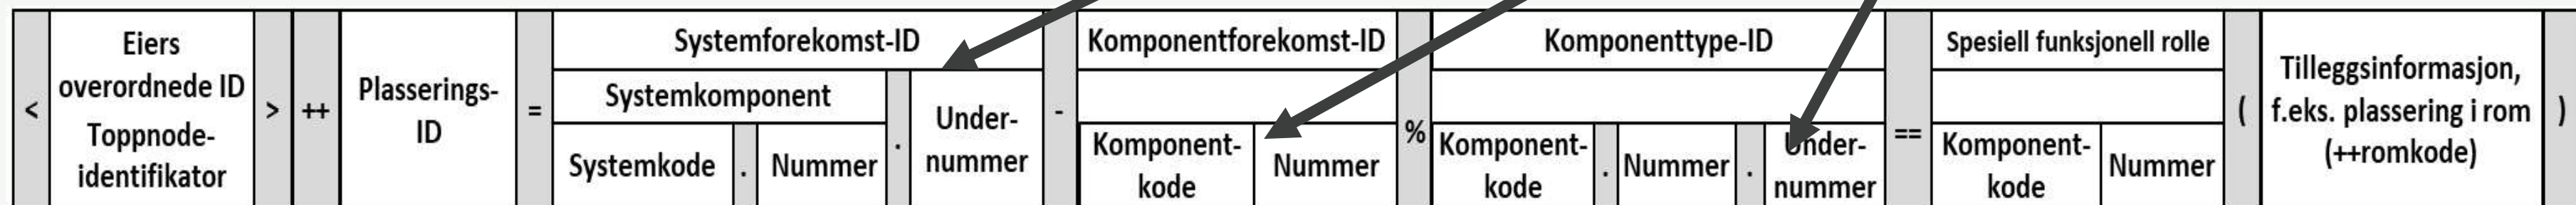 <
Eiers
overordnede ID
Toppnode-
identifikator
>
++
Plasserings-
ID
=
Systemforekomst-ID
Systemkomponent
Systemkode
.
Nummer
.
Under-
nummer
-
Komponentforekomst-ID
Komponent-
kode
Nummer
%
Komponenttype-ID
Komponent-
kode
.
Nummer
.
Under-
nummer
==
Spesiell funksjonell rolle
Komponent-
kode
Nummer
(
Tilleggsinformasjon,
f.eks. plassering i rom
(++romkode)
)